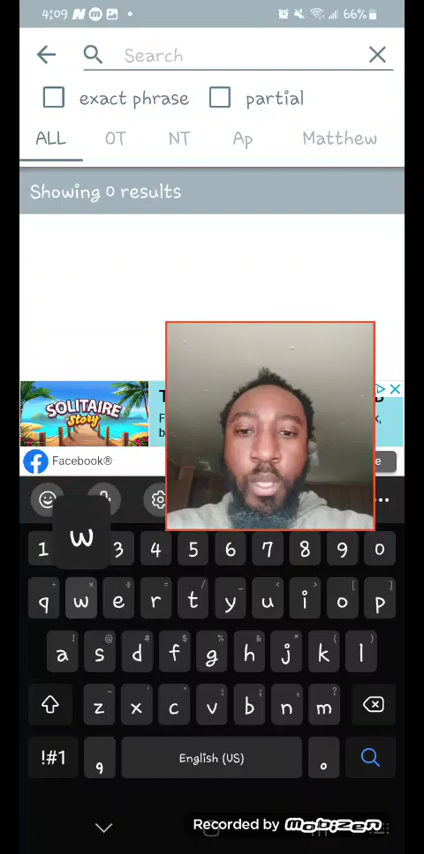 4:09 N m 66%
Search
exact phrase partial
ALL OT NT Ap Matthew
Showing 0 results
SOLITAIRE
Story
Facebook®
w
1 3 4 5 6 7 8 9 0
q w e r t y u i o p
a s d f g h j k l
z x c v b n m
!#1 , English (US) .
Recorded by mobizen